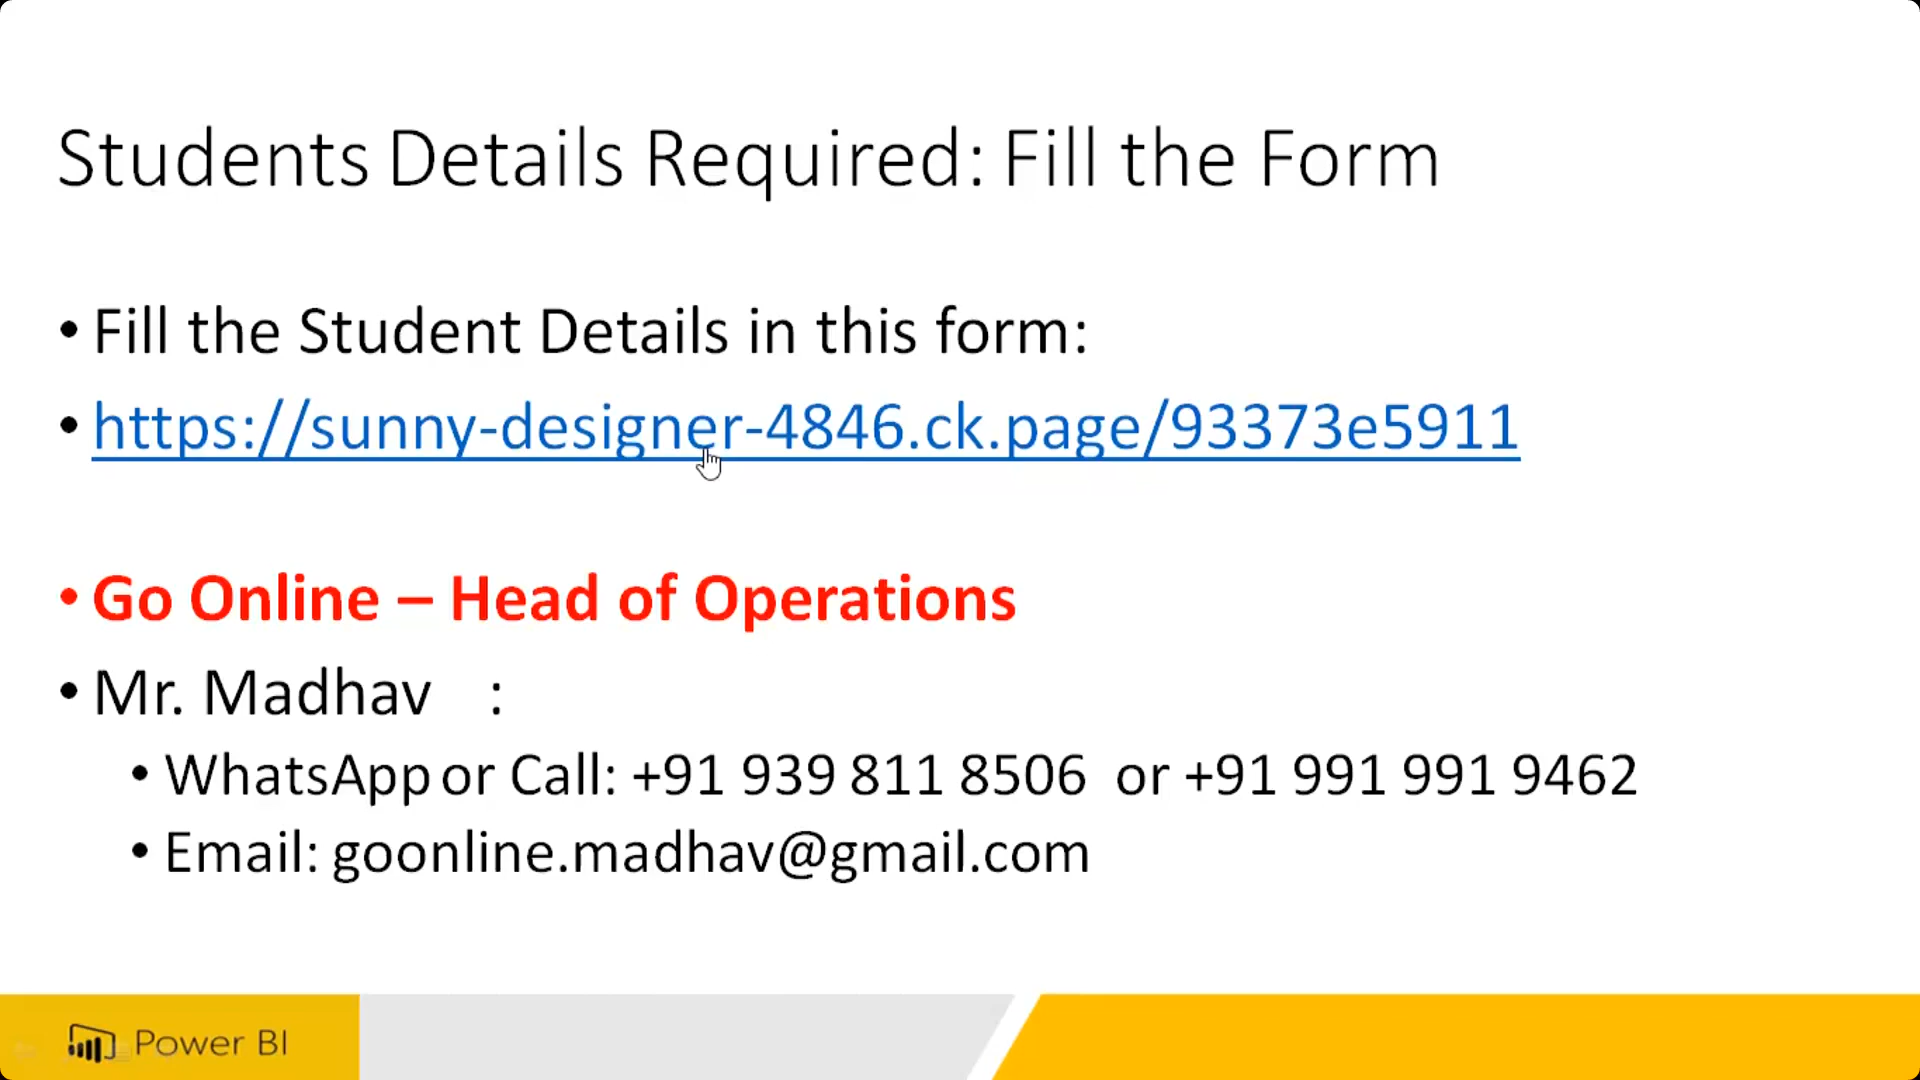 Students Details Required: Fill the Form
• Fill the Student Details in this form:
• https://sunny-designer-4846.ck.page/93373e5911
• Go Online – Head of Operations
• Mr. Madhav :
• WhatsApp or Call: +91 939 811 8506 or +91 991 991 9462
• Email: goonline.madhav@gmail.com
Power BI